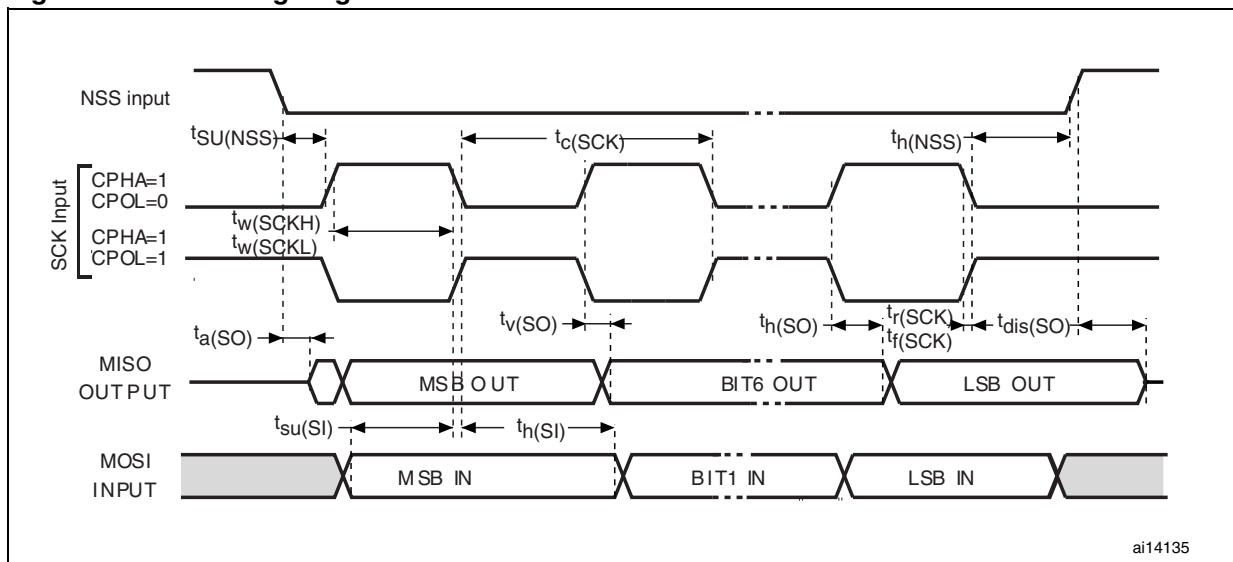 NSS input
tSU(NSS)
tc(SCK)
th(NSS)
SCK Input
CPHA=1
CPOL=0
tw(SCKH)
tw(SCKL)
CPHA=1
CPOL=1
ta(SO)
tv(SO)
th(SO)
tr(SCK)
tf(SCK)
tdis(SO)
MISO
OUTPUT
MSB OUT
BIT6 OUT
LSB OUT
tsu(SI)
th(SI)
MOSI
INPUT
MSB IN
BIT1 IN
LSB IN
ai14135